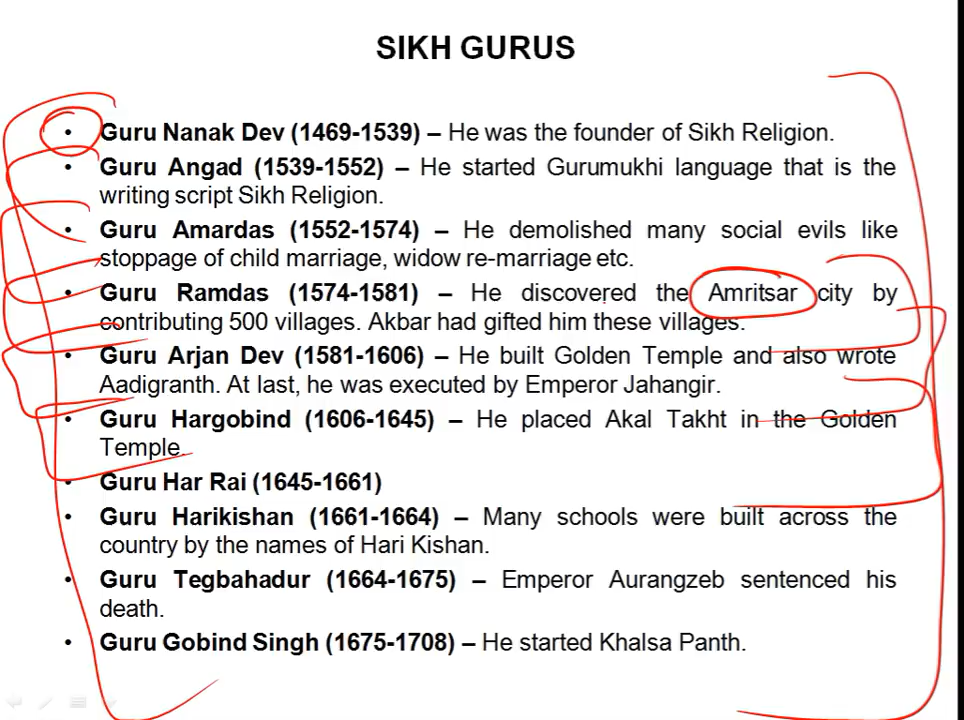 SIKH GURUS
• Guru Nanak Dev (1469-1539) – He was the founder of Sikh Religion.
• Guru Angad (1539-1552) – He started Gurumukhi language that is the
writing script Sikh Religion.
• Guru Amardas (1552-1574) – He demolished many social evils like
stoppage of child marriage, widow re-marriage etc.
• Guru Ramdas (1574-1581) – He discovered the Amritsar city by
contributing 500 villages. Akbar had gifted him these villages.
• Guru Arjan Dev (1581-1606) – He built Golden Temple and also wrote
Aadigranth. At last, he was executed by Emperor Jahangir.
• Guru Hargobind (1606-1645) – He placed Akal Takht in the Golden
Temple.
• Guru Har Rai (1645-1661)
• Guru Harikishan (1661-1664) – Many schools were built across the
country by the names of Hari Kishan.
• Guru Tegbahadur (1664-1675) – Emperor Aurangzeb sentenced his
death.
• Guru Gobind Singh (1675-1708) – He started Khalsa Panth.